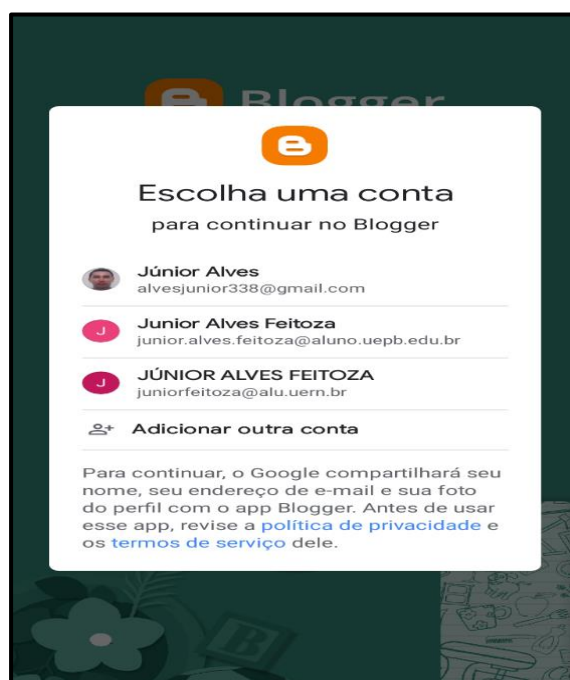 Blogger
Escolha uma conta
para continuar no Blogger
Júnior Alves
alvesjunior338@gmail.com
J
Junior Alves Feitoza
junior.alves.feitoza@aluno.uepb.edu.br
J
JÚNIOR ALVES FEITOZA
juniorfeitoza@alu.uern.br
Adicionar outra conta
Para continuar, o Google compartilhará seu
nome, seu endereço de e-mail e sua foto
do perfil com o app Blogger. Antes de usar
esse app, revise a política de privacidade e
os termos de serviço dele.
B